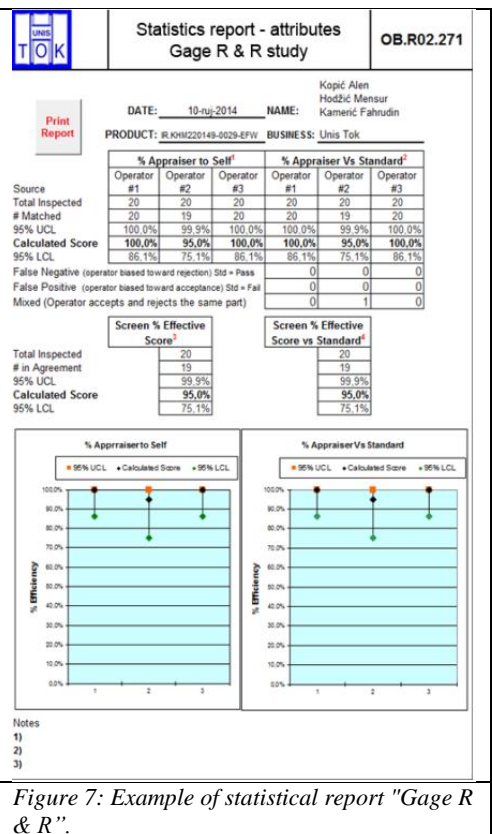 UNIS
TOK
Statistics report - attributes
Gage R & R study
OB.R02.271
Print
Report
DATE: 10-ruj-2014 NAME: Kopić Alen
Hodžić Mensur
Kamerić Fahrudin
PRODUCT: IR.KHM220149-0029-EFW BUSINESS: Unis Tok
% Appraiser to Self1 % Appraiser Vs Standard2
Source Operator #1 Operator #2 Operator #3 Operator #1 Operator #2 Operator #3
Total Inspected 20 20 20 20 20 20
# Matched 20 19 20 20 19 20
95% UCL 100,0% 99,9% 100,0% 100,0% 99,9% 100,0%
Calculated Score 100,0% 95,0% 100,0% 100,0% 95,0% 100,0%
95% LCL 86,1% 75,1% 86,1% 86,1% 75,1% 86,1%
False Negative (operator biased toward rejection) Std = Pass 0 0 0
False Positive (operator biased toward acceptance) Std = Fail 0 0 0
Mixed (Operator accepts and rejects the same part) 0 1 0
Screen % Effective Score3 Screen % Effective Score vs Standard4
Total Inspected 20 20
# in Agreement 19 19
95% UCL 99,9% 99,9%
Calculated Score 95,0% 95,0%
95% LCL 75,1% 75,1%
% Apprraiser to Self
95% UCL Calculated Score 95% LCL
% Efficiency
100,0%
90,0%
80,0%
70,0%
60,0%
50,0%
40,0%
30,0%
20,0%
10,0%
0,0%
1 2 3
% Appraiser Vs Standard
95% UCL Calculated Score 95% LCL
% Efficiency
100,0%
90,0%
80,0%
70,0%
60,0%
50,0%
40,0%
30,0%
20,0%
10,0%
0,0%
1 2 3
Notes
1)
2)
3)
Figure 7: Example of statistical report "Gage R
& R”.